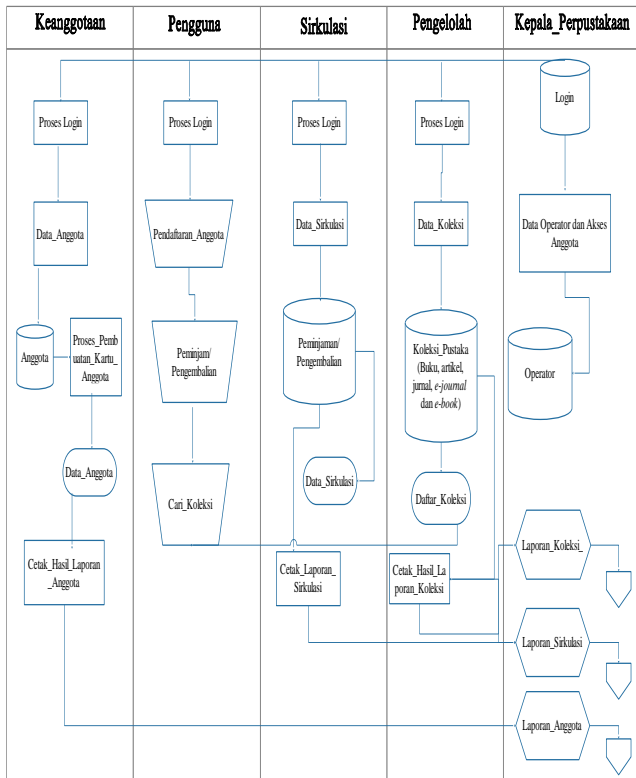 Keanggotaan
Pengguna
Sirkulasi
Pengelolah
Kepala_Perpustakaan
Proses Login
Proses Login
Proses Login
Proses Login
Login
Data_Anggota
Pendaftaran_Anggota
Data_Sirkulasi
Data_Koleksi
Data Operator dan Akses
Anggota
Anggota
Proses_Pemb
uatan_Kartu_
Anggota
Peminjam/
Pengembalian
Peminjaman/
Pengembalian
Koleksi_Pustaka
(Buku, artikel,
jurnal, e-journal
dan e-book)
Operator
Data_Anggota
Cari_Koleksi
Data_Sirkulasi
Daftar_Koleksi
Cetak_Hasil_Laporan
_Anggota
Cetak_Laporan_
Sirkulasi
Cetak_Hasil_La
poran_Koleksi
Laporan_Koleksi_
Laporan_Sirkulasi
Laporan_Anggota